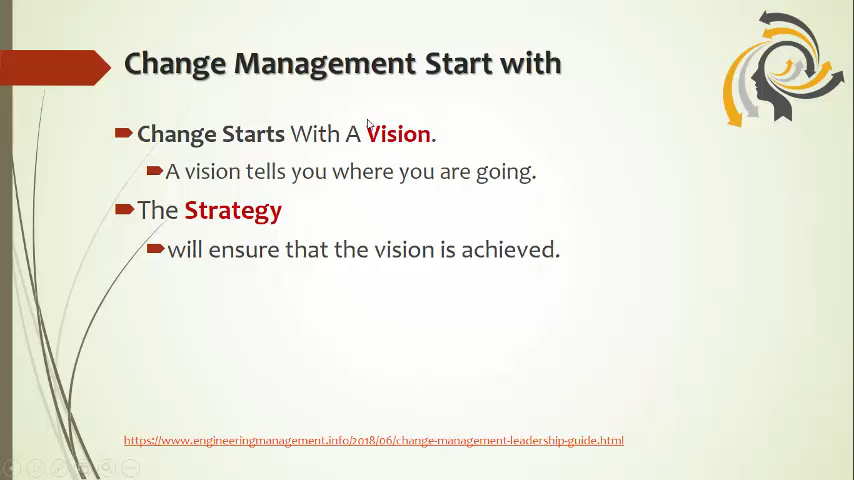 Change Management Start with
Change Starts With A Vision.
A vision tells you where you are going.
The Strategy
will ensure that the vision is achieved.
https://www.engineeringmanagement.info/2018/06/change-management-leadership-guide.html